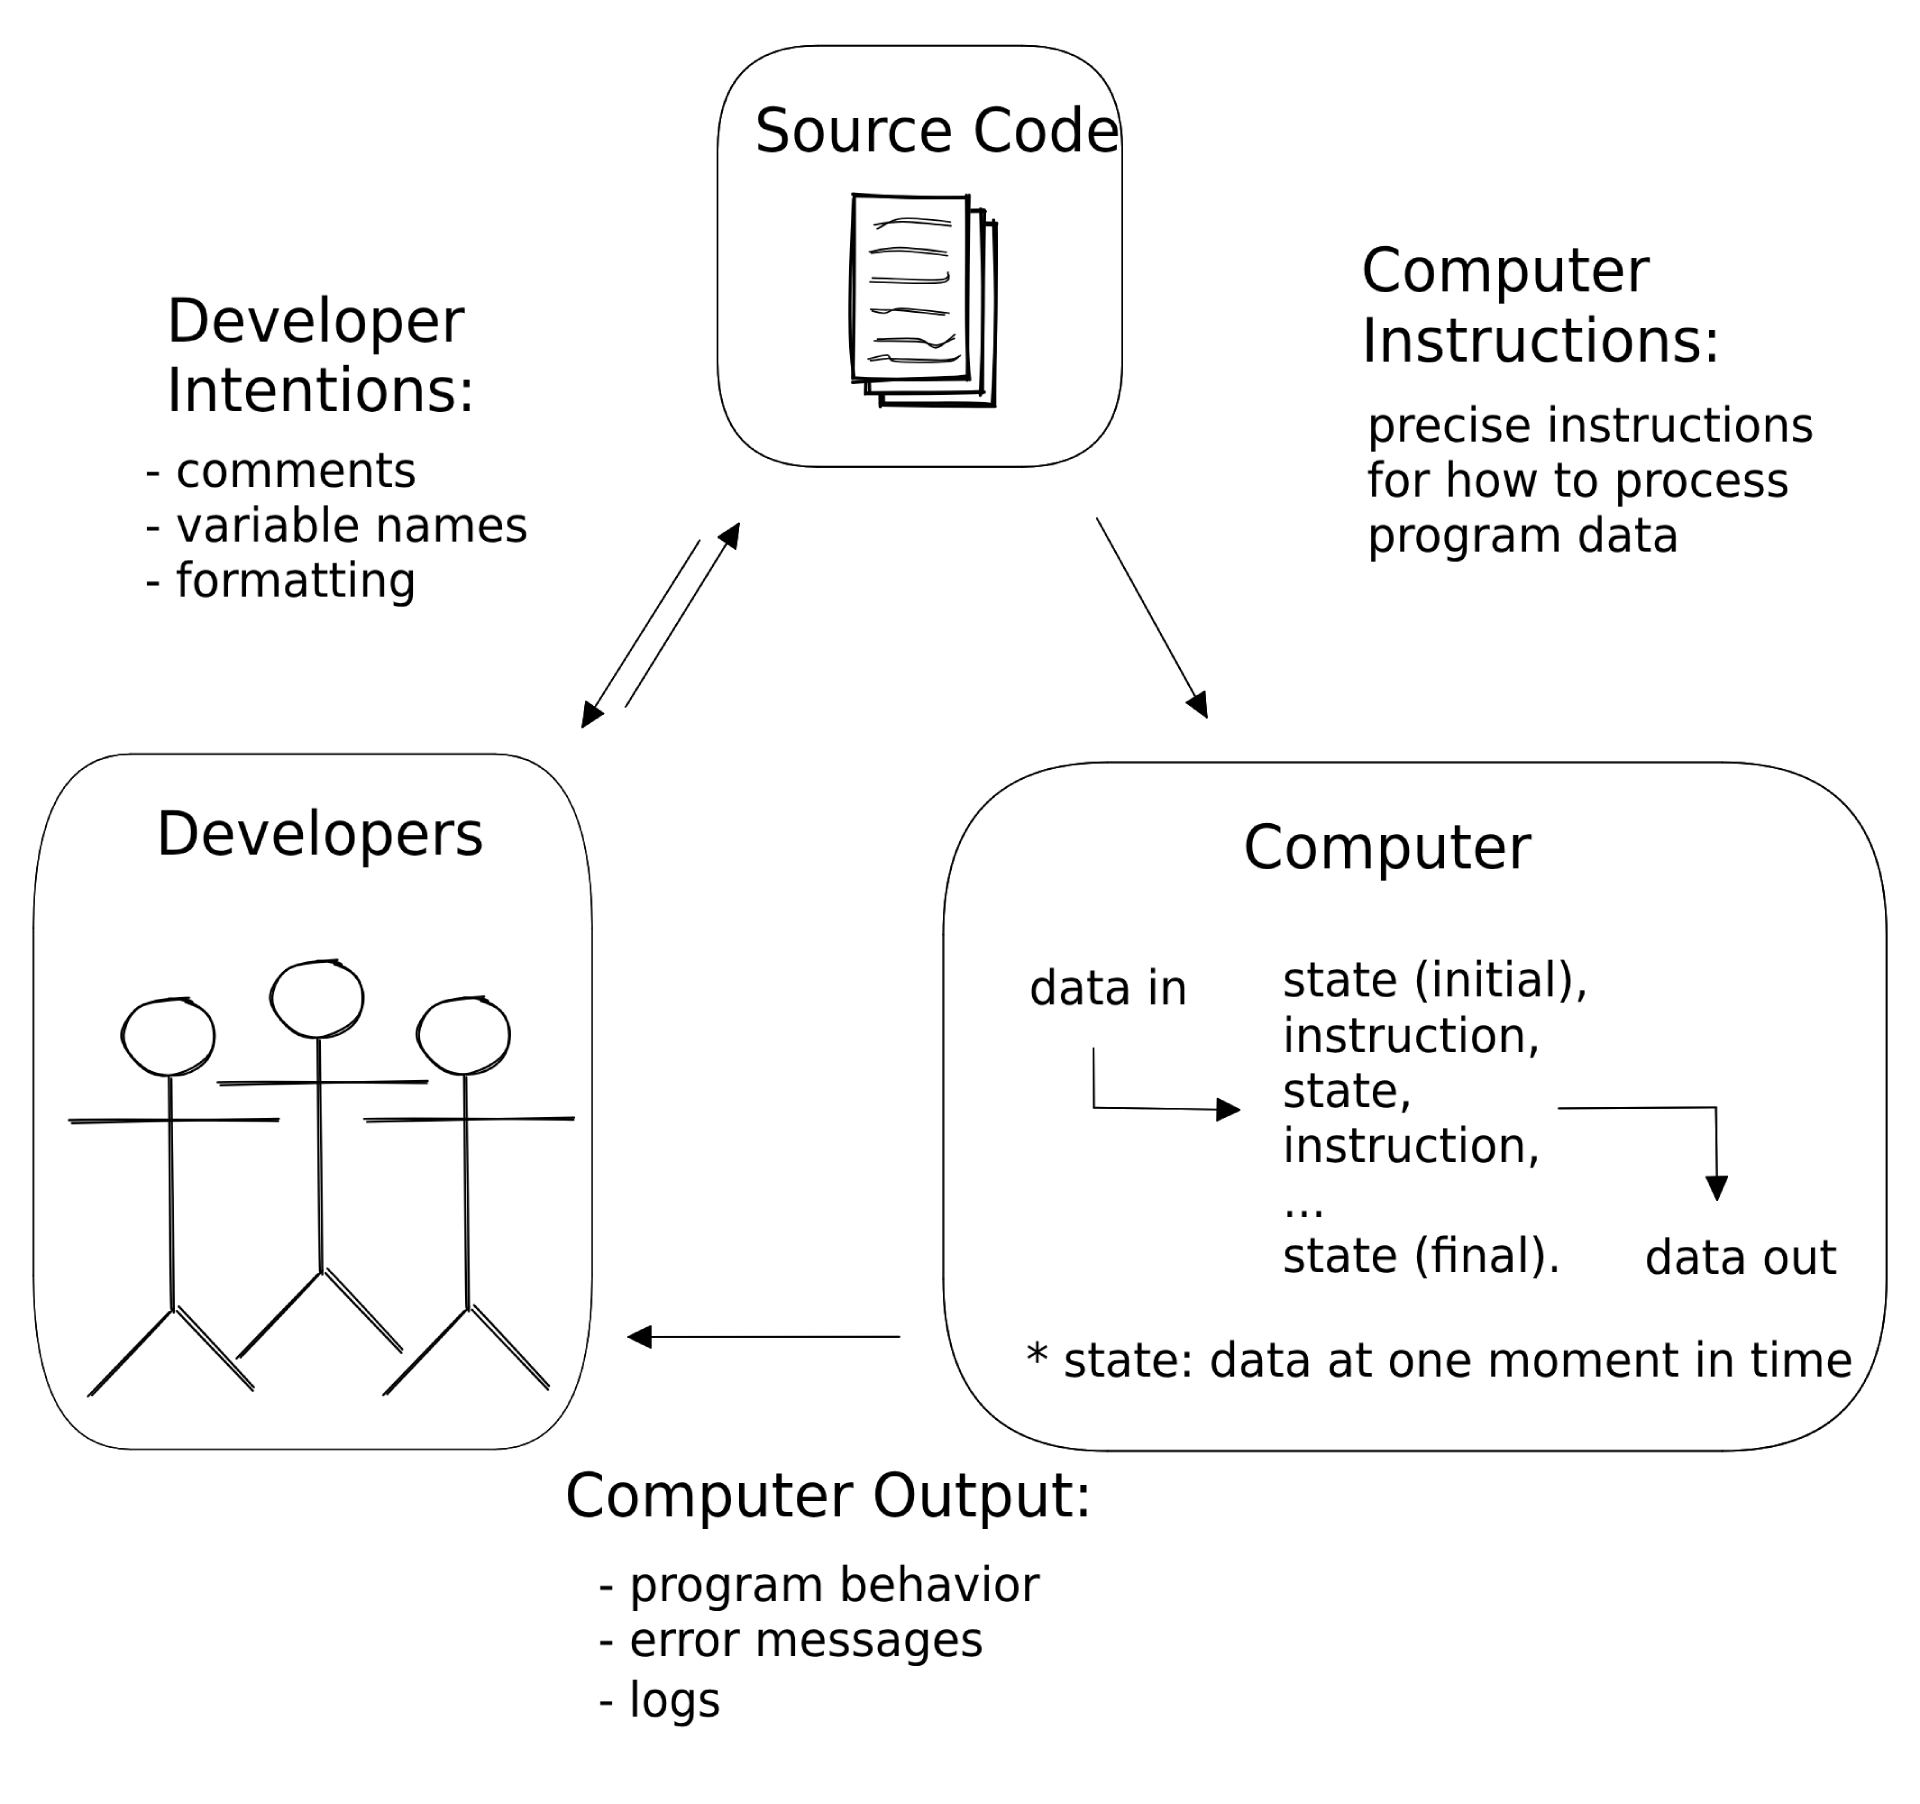 Source Code
Developer
Intentions:
- comments
- variable names
- formatting
Computer
Instructions:
precise instructions
for how to process
program data
Developers
Computer
data in
state (initial),
instruction,
state,
instruction,
...
state (final).
data out
* state: data at one moment in time
Computer Output:
- program behavior
- error messages
- logs